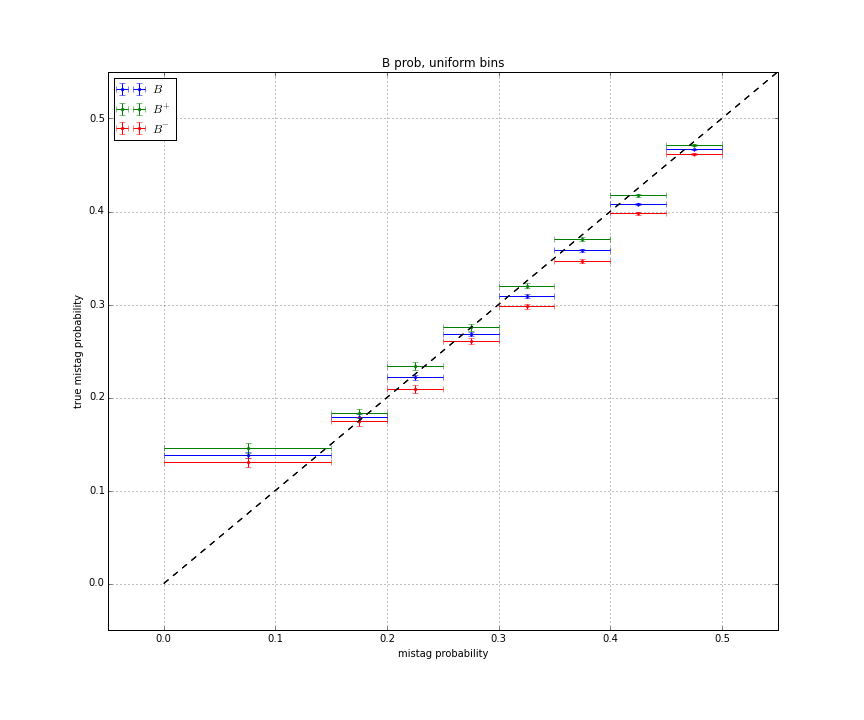 B prob, uniform bins
B
B⁺
B⁻
true mistag probability
0.5
0.4
0.3
0.2
0.1
0.0
0.0 0.1 0.2 0.3 0.4 0.5
mistag probability